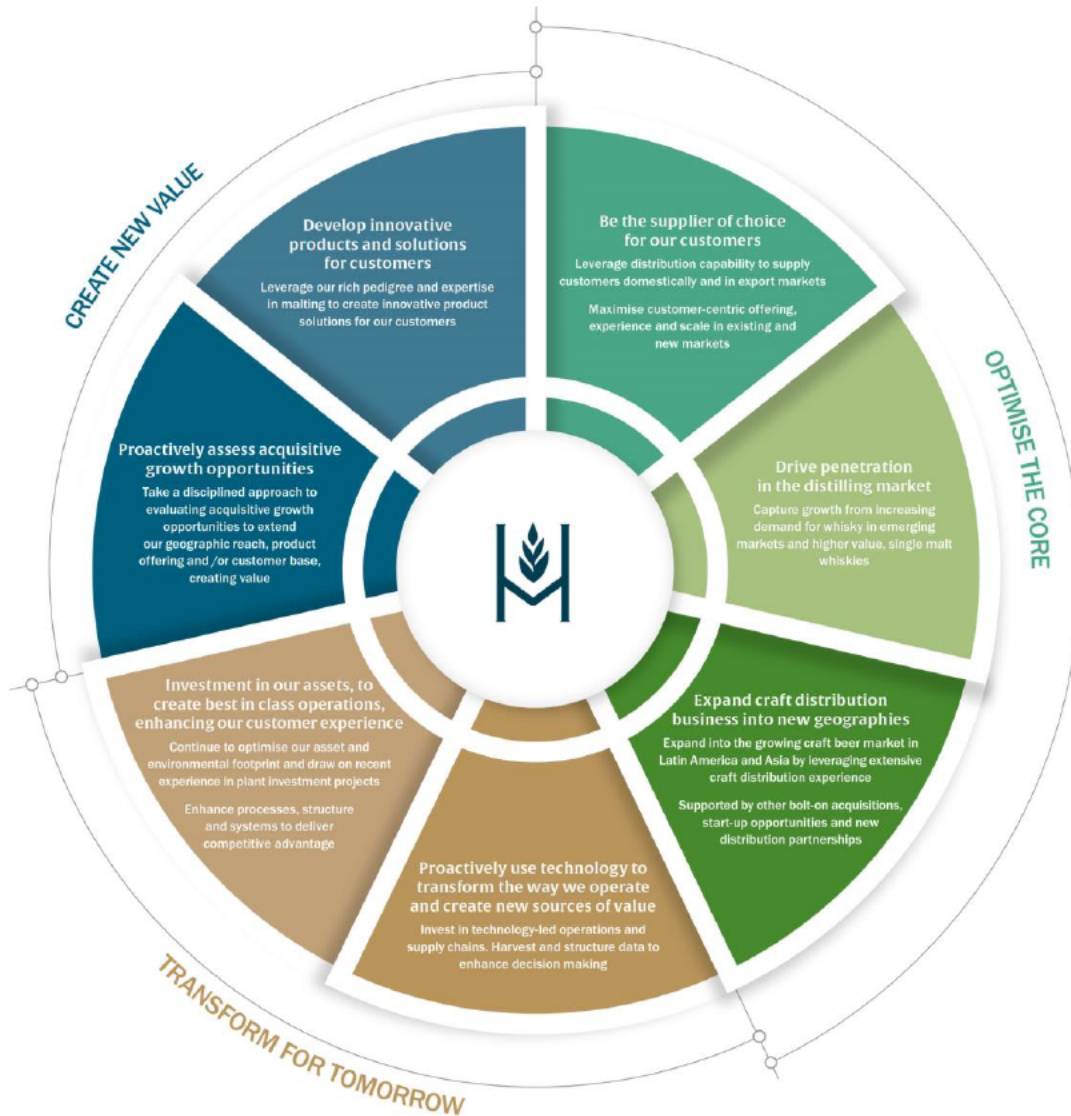 CREATE NEW VALUE
Develop innovative
products and solutions
for customers
Leverage our rich pedigree and expertise
in malting to create innovative product
solutions for our customers
Be the supplier of choice
for our customers
Leverage distribution capability to supply
customers domestically and in export markets
Maximise customer-centric offering,
experience and scale in existing and
new markets
OPTIMISE THE CORE
Drive penetration
in the distilling market
Capture growth from increasing
demand for whisky in emerging
markets and higher value, single malt
whiskies
Expand craft distribution
business into new geographies
Expand into the growing craft beer market in
Latin America and Asia by leveraging extensive
craft distribution experience
Supported by other bolt-on acquisitions,
start-up opportunities and new
distribution partnerships
Proactively use technology to
transform the way we operate
and create new sources of value
Invest in technology-led operations and
supply chains. Harvest and structure data to
enhance decision making
TRANSFORM FOR TOMORROW
Investment in our assets, to
create best in class operations,
enhancing our customer experience
Continue to optimise our asset and
environmental footprint and draw on recent
experience in plant investment projects
Enhance processes, structure
and systems to deliver
competitive advantage
Proactively assess acquisitive
growth opportunities
Take a disciplined approach to
evaluating acquisitive growth
opportunities to extend
our geographic reach, product
offering and /or customer base,
creating value